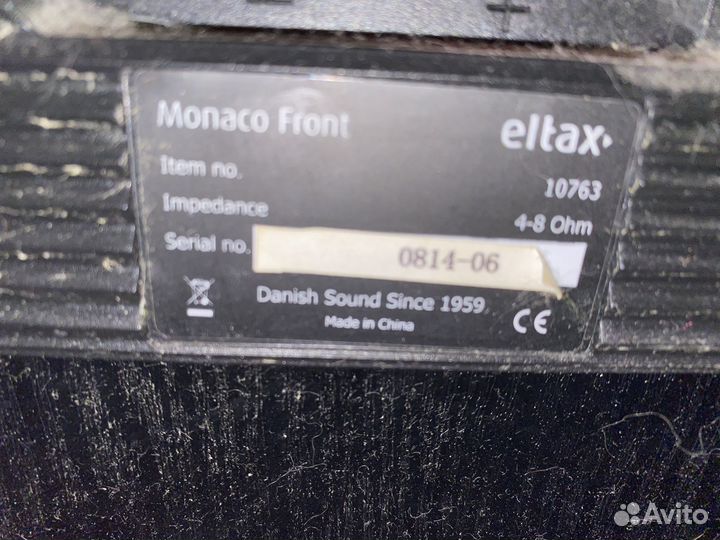 Monaco Front eltax
Item no. 10763
Impedance 4-8 Ohm
Serial no. 0814-06
Danish Sound Since 1959
Made in China
CE
Avito